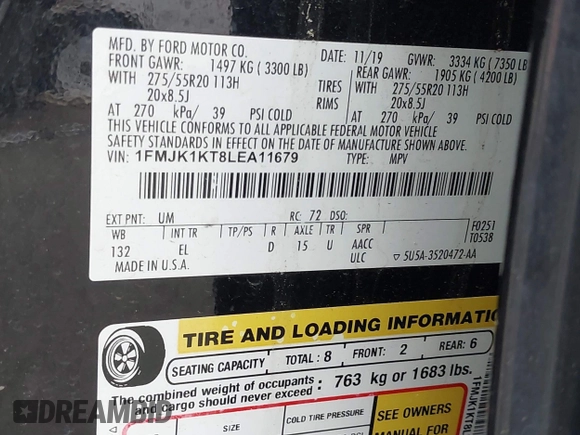 MFD. BY FORD MOTOR CO.
DATE: 11/19 GVWR: 3334 KG ( 7350 LB
FRONT GAWR: 1497 KG ( 3300 LB) REAR GAWR: 1905 KG ( 4200 LB)
WITH 275/55R20 113H TIRES WITH 275/55R20 113H
20x8.5J RIMS 20x8.5J
AT 270 kPa/ 39 PSI COLD AT 270 kPa/ 39 PSI COLD
THIS VEHICLE CONFORMS TO ALL APPLICABLE FEDERAL MOTOR VEHICLE
SAFETY STANDARDS IN EFFECT ON THE DATE OF MANUFACTURE SHOWN ABOVE.
VIN: 1FMJK1KT8LEA11679 TYPE: MPV
EXT PNT: UM RC: 72 DSO:
WB INT TR TP/PS R AXLE TR SPR
132 EL D 15 U AACC
ULC
F0251
T0538
MADE IN U.S.A. 5U5A-3520472-AA
TIRE AND LOADING INFORMATIO
SEATING CAPACITY TOTAL : 8 FRONT: 2 REAR: 6
The combined weight of occupants
and cargo should never exceed : 763 kg or 1683 lbs.
SIZE COLD TIRE PRESSURE
SEE OWNERS
MANUAL FOR
1FMJK1KT8L
DREAMBID